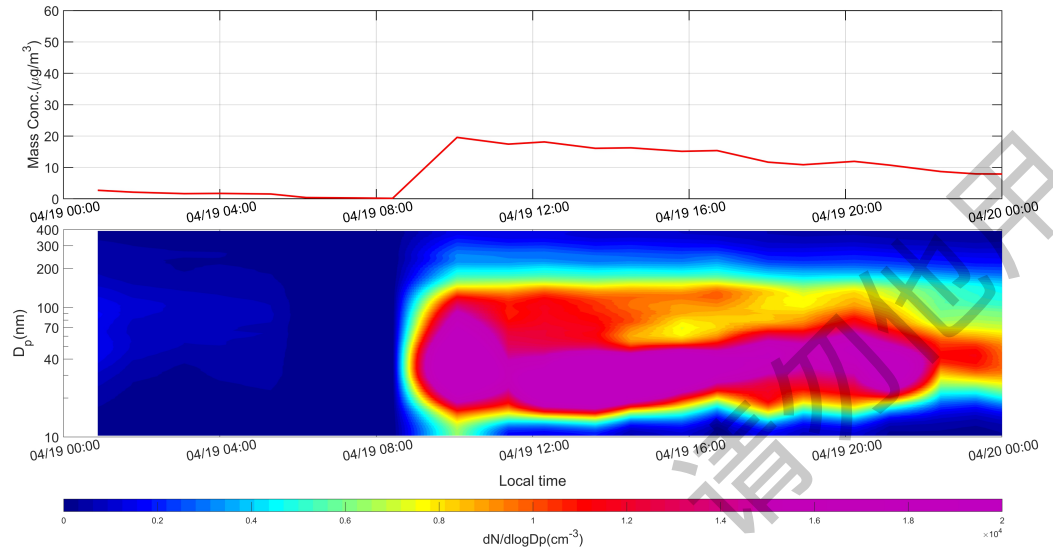 60
50
40
30
20
10
0
Mass Conc.(μg/m³)
04/19 00:00 04/19 04:00 04/19 08:00 04/19 12:00 04/19 16:00 04/19 20:00 04/20 00:00
400
300
200
100
70
40
10
Dₚ(nm)
04/19 00:00 04/19 04:00 04/19 08:00 04/19 12:00 04/19 16:00 04/19 20:00 04/20 00:00
Local time
0 0.2 0.4 0.6 0.8 1 1.2 1.4 1.6 1.8 2
×10⁴
dN/dlogDp(cm⁻³)
请勿他用